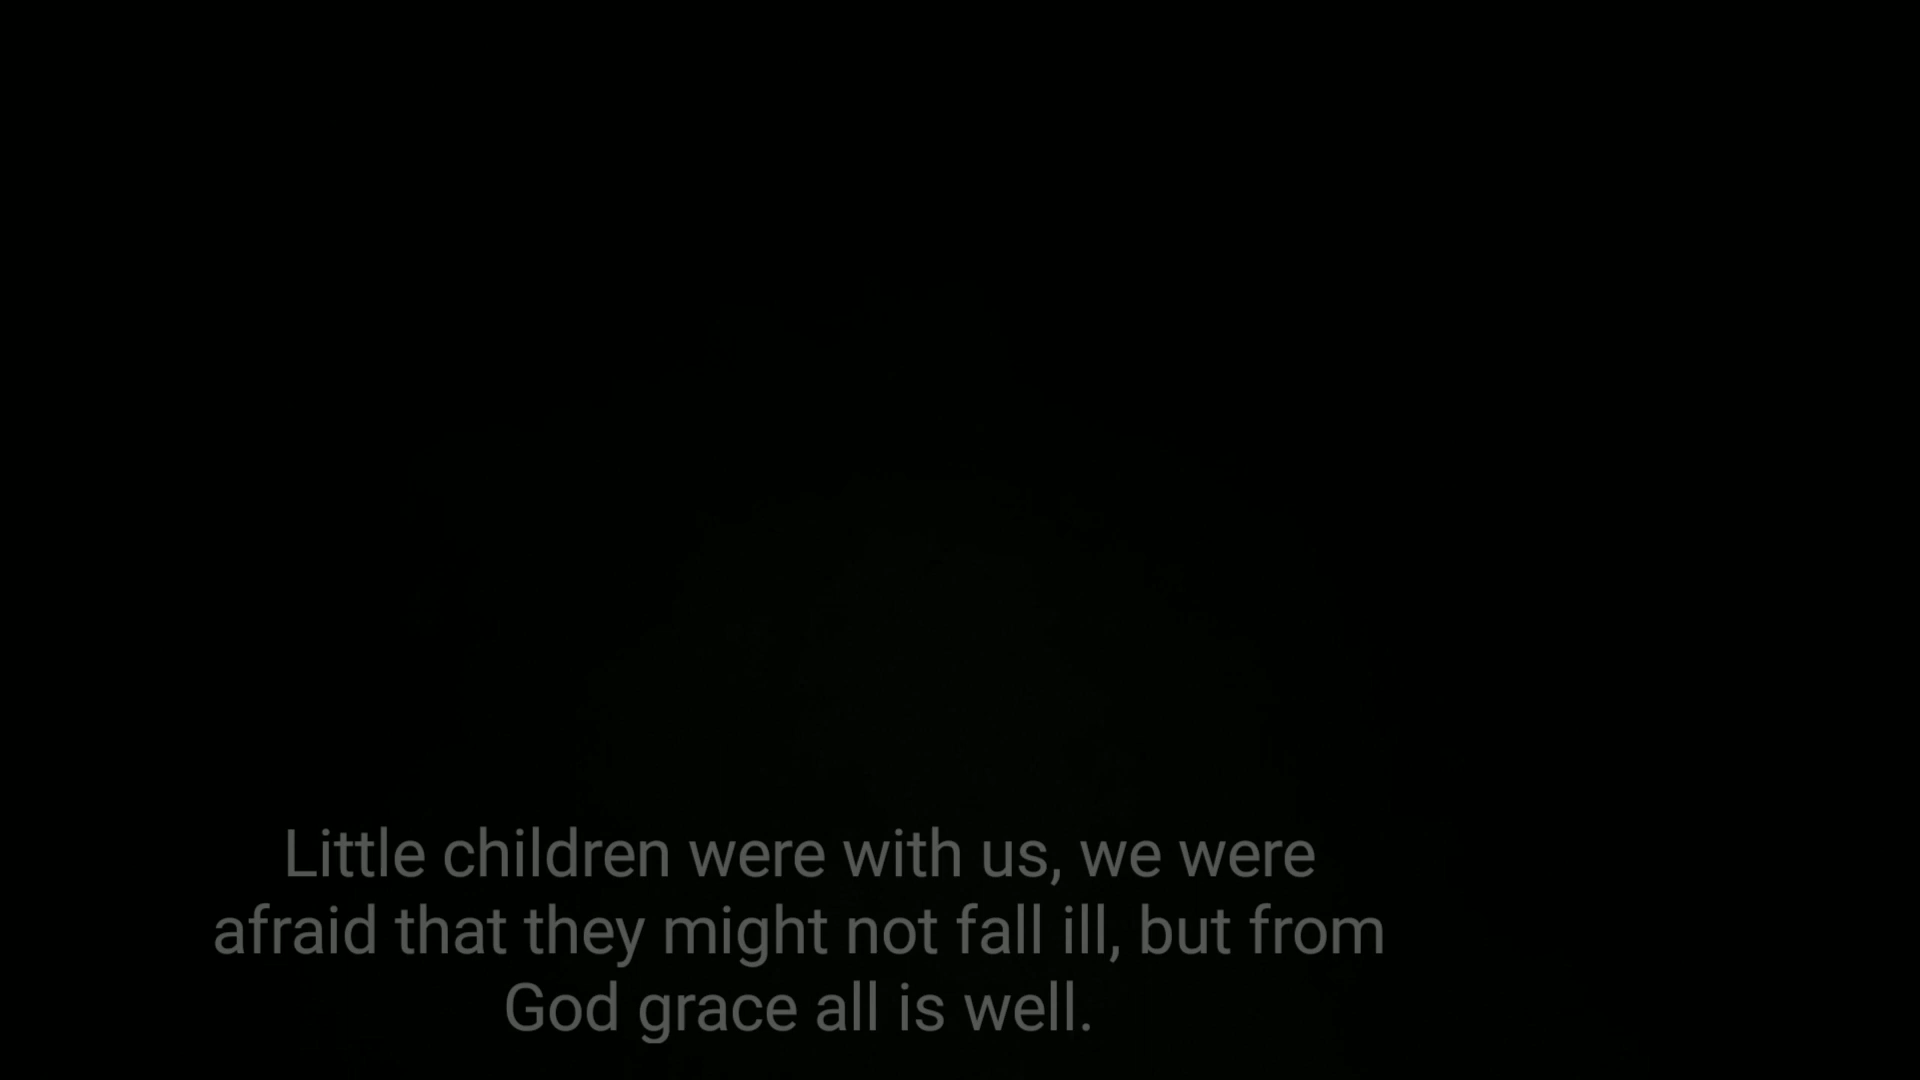 Little children were with us, we were
afraid that they might not fall ill, but from
God grace all is well.